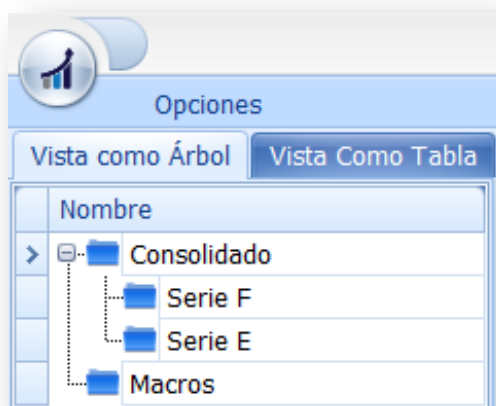 Opciones
Vista como Árbol Vista Como Tabla
Nombre
Consolidado
Serie F
Serie E
Macros